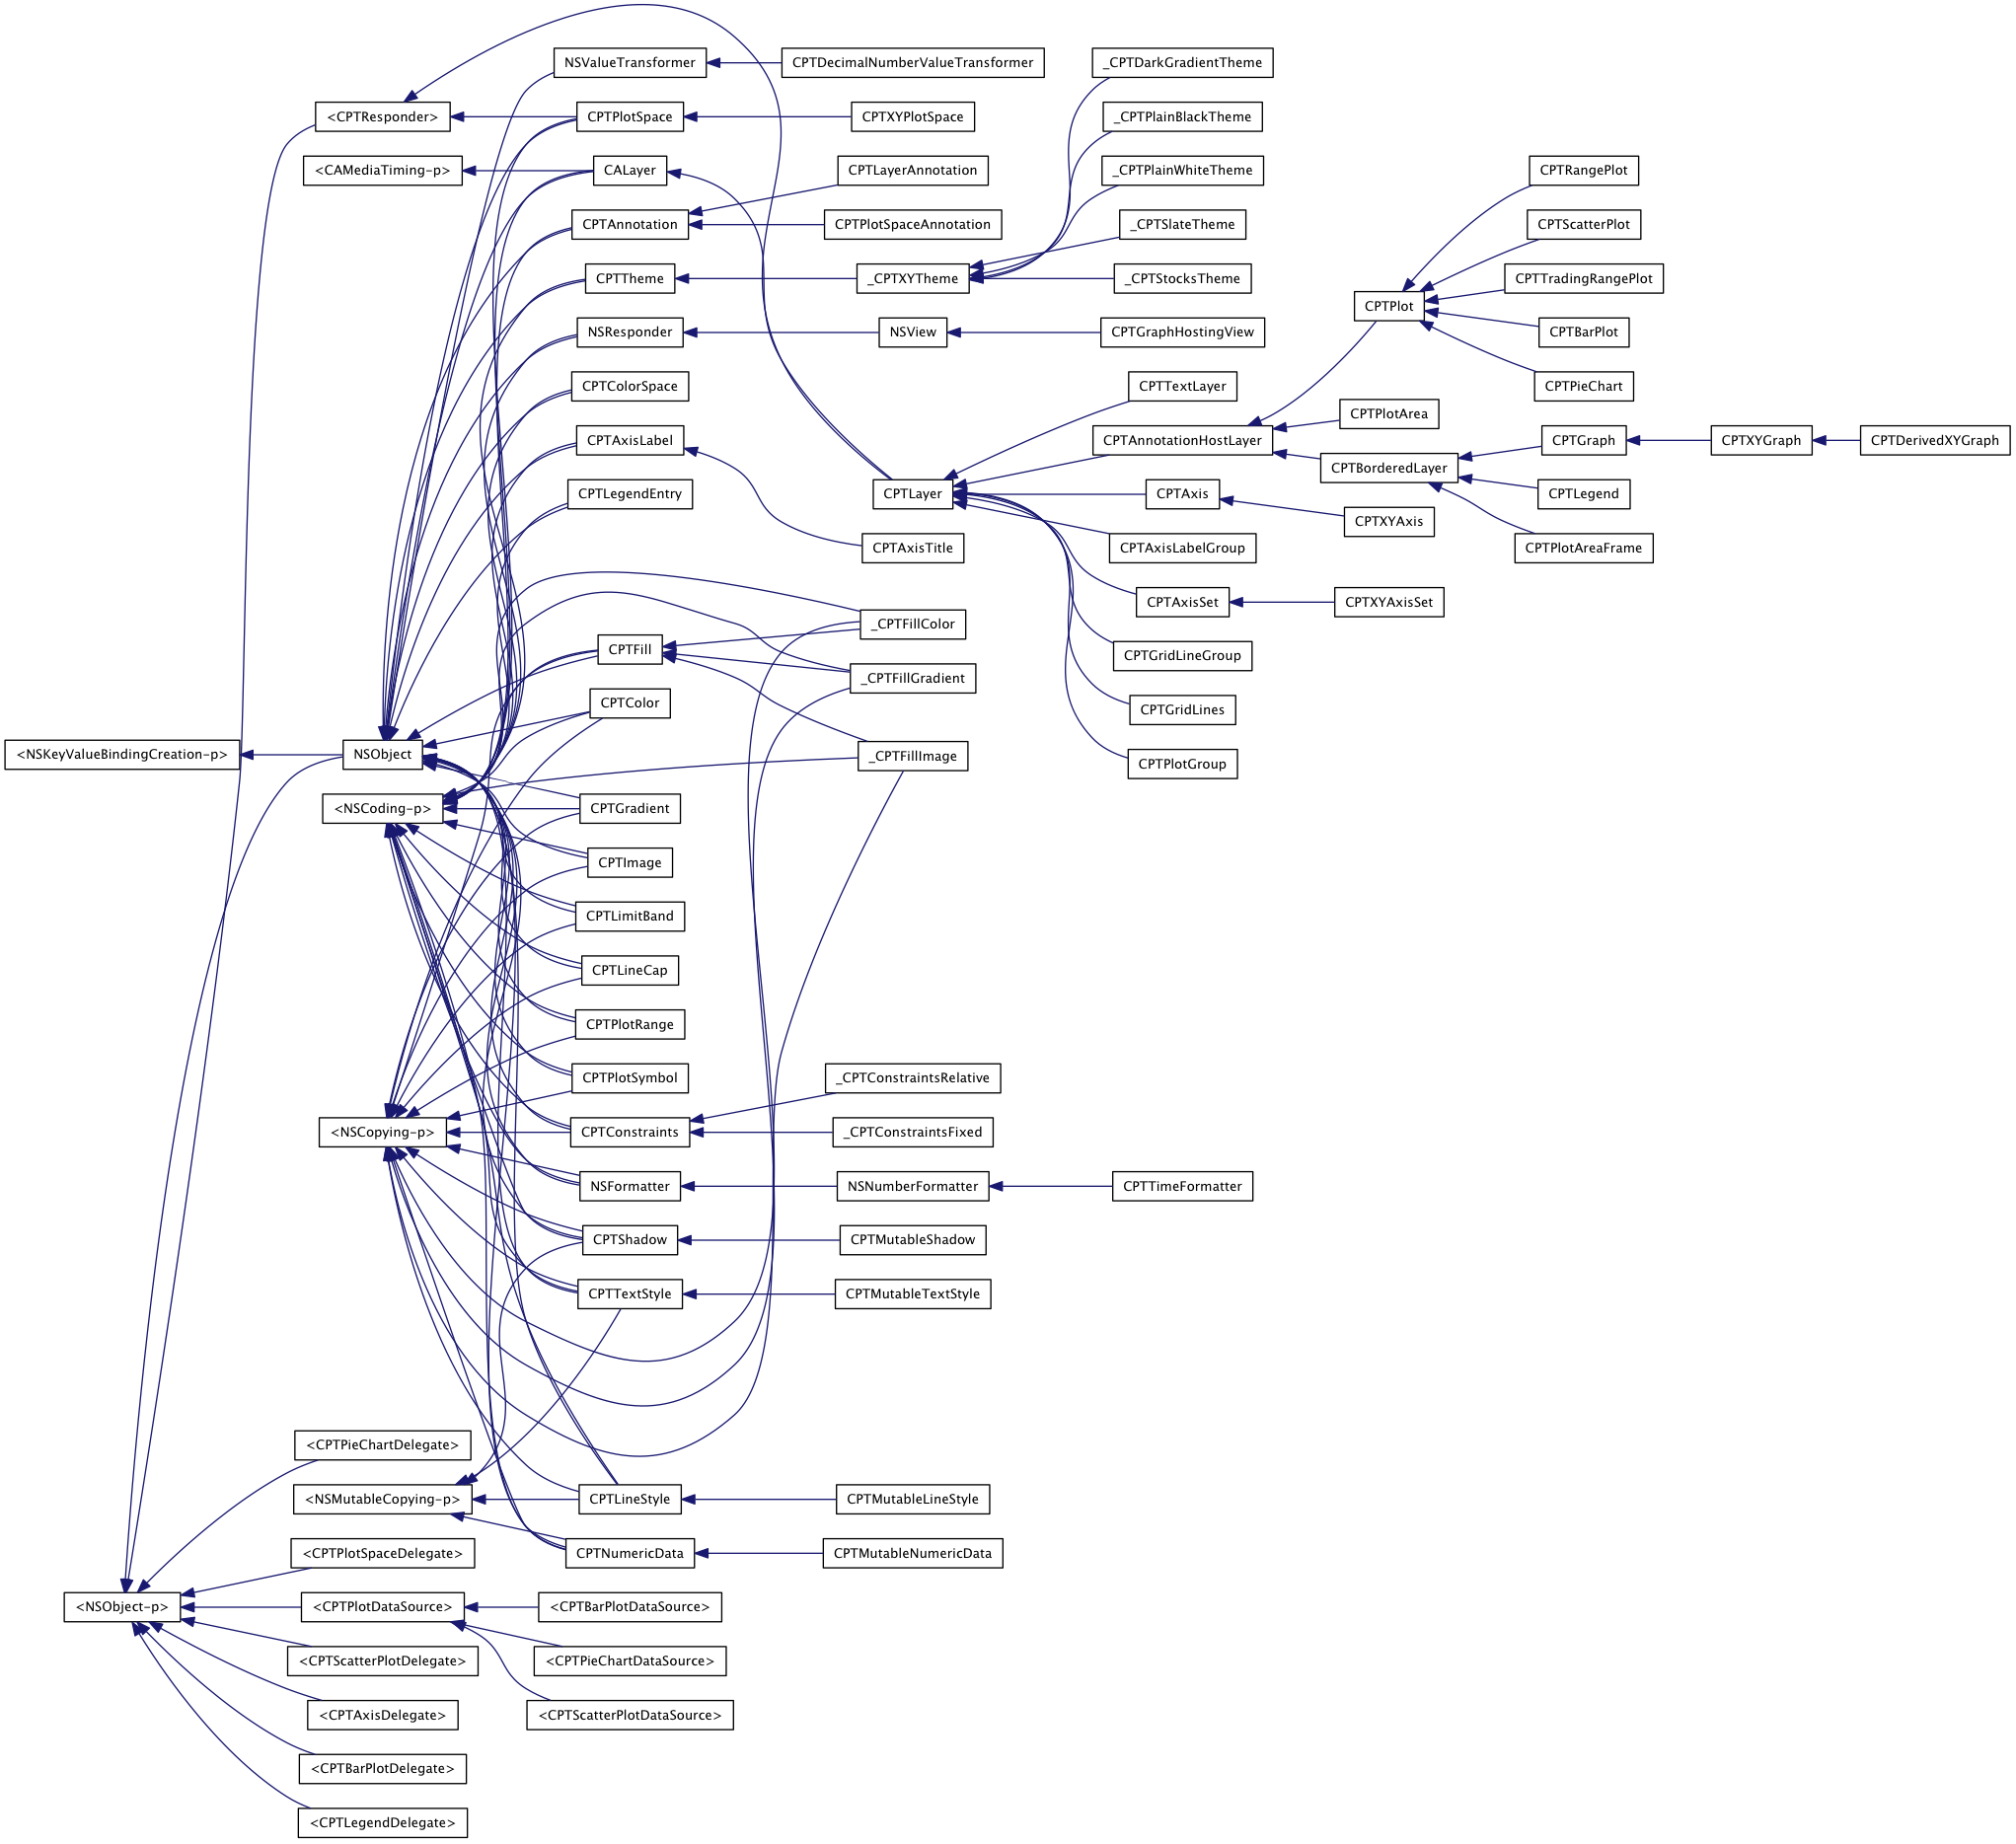 NSValueTransformer
CPTDecimalNumberValueTransformer
_CPTDarkGradientTheme
<CPTResponder>
CPTPlotSpace
CPTXYPlotSpace
_CPTPlainBlackTheme
<CAMediaTiming-p>
CALayer
CPTLayerAnnotation
_CPTPlainWhiteTheme
CPTRangePlot
CPTAnnotation
CPTPlotSpaceAnnotation
_CPTSlateTheme
CPTScatterPlot
CPTTheme
_CPTXYTheme
_CPTStocksTheme
CPTTradingRangePlot
CPTPlot
NSResponder
NSView
CPTGraphHostingView
CPTBarPlot
CPTColorSpace
CPTTextLayer
CPTPieChart
CPTPlotArea
CPTAxisLabel
CPTAnnotationHostLayer
CPTGraph
CPTXYGraph
CPTDerivedXYGraph
CPTBorderedLayer
CPTLegendEntry
CPTLayer
CPTAxis
CPTLegend
CPTXYAxis
CPTAxisTitle
CPTAxisLabelGroup
CPTPlotAreaFrame
CPTAxisSet
CPTXYAxisSet
_CPTFillColor
CPTFill
CPTGridLineGroup
_CPTFillGradient
CPTColor
CPTGridLines
<NSKeyValueBindingCreation-p>
NSObject
_CPTFillImage
CPTPlotGroup
<NSCoding-p>
CPTGradient
CPTImage
CPTLimitBand
CPTLineCap
CPTPlotRange
CPTPlotSymbol
_CPTConstraintsRelative
<NSCopying-p>
CPTConstraints
_CPTConstraintsFixed
NSFormatter
NSNumberFormatter
CPTTimeFormatter
CPTShadow
CPTMutableShadow
CPTTextStyle
CPTMutableTextStyle
<CPTPieChartDelegate>
<NSMutableCopying-p>
CPTLineStyle
CPTMutableLineStyle
<CPTPlotSpaceDelegate>
CPTNumericData
CPTMutableNumericData
<NSObject-p>
<CPTPlotDataSource>
<CPTBarPlotDataSource>
<CPTScatterPlotDelegate>
<CPTPieChartDataSource>
<CPTAxisDelegate>
<CPTScatterPlotDataSource>
<CPTBarPlotDelegate>
<CPTLegendDelegate>